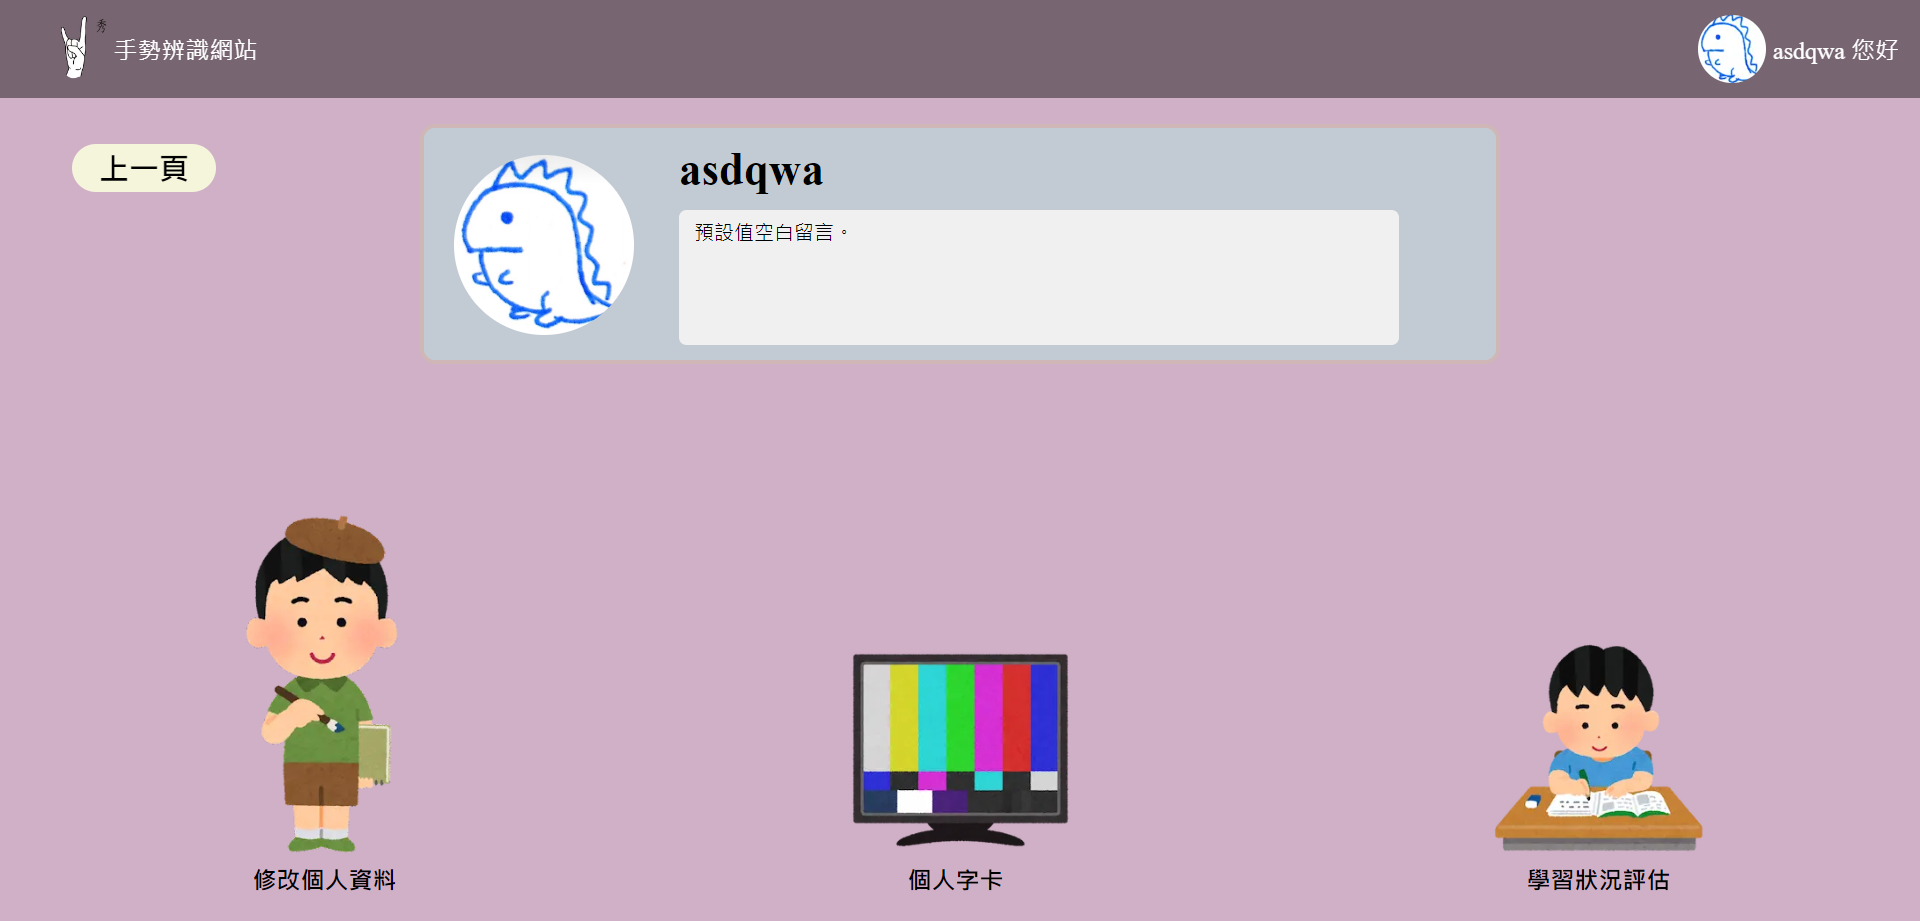 秀
手勢辨識網站
asdqwa 您好
上一頁
asdqwa
預設值空白留言。
修改個人資料
個人字卡
學習狀況評估